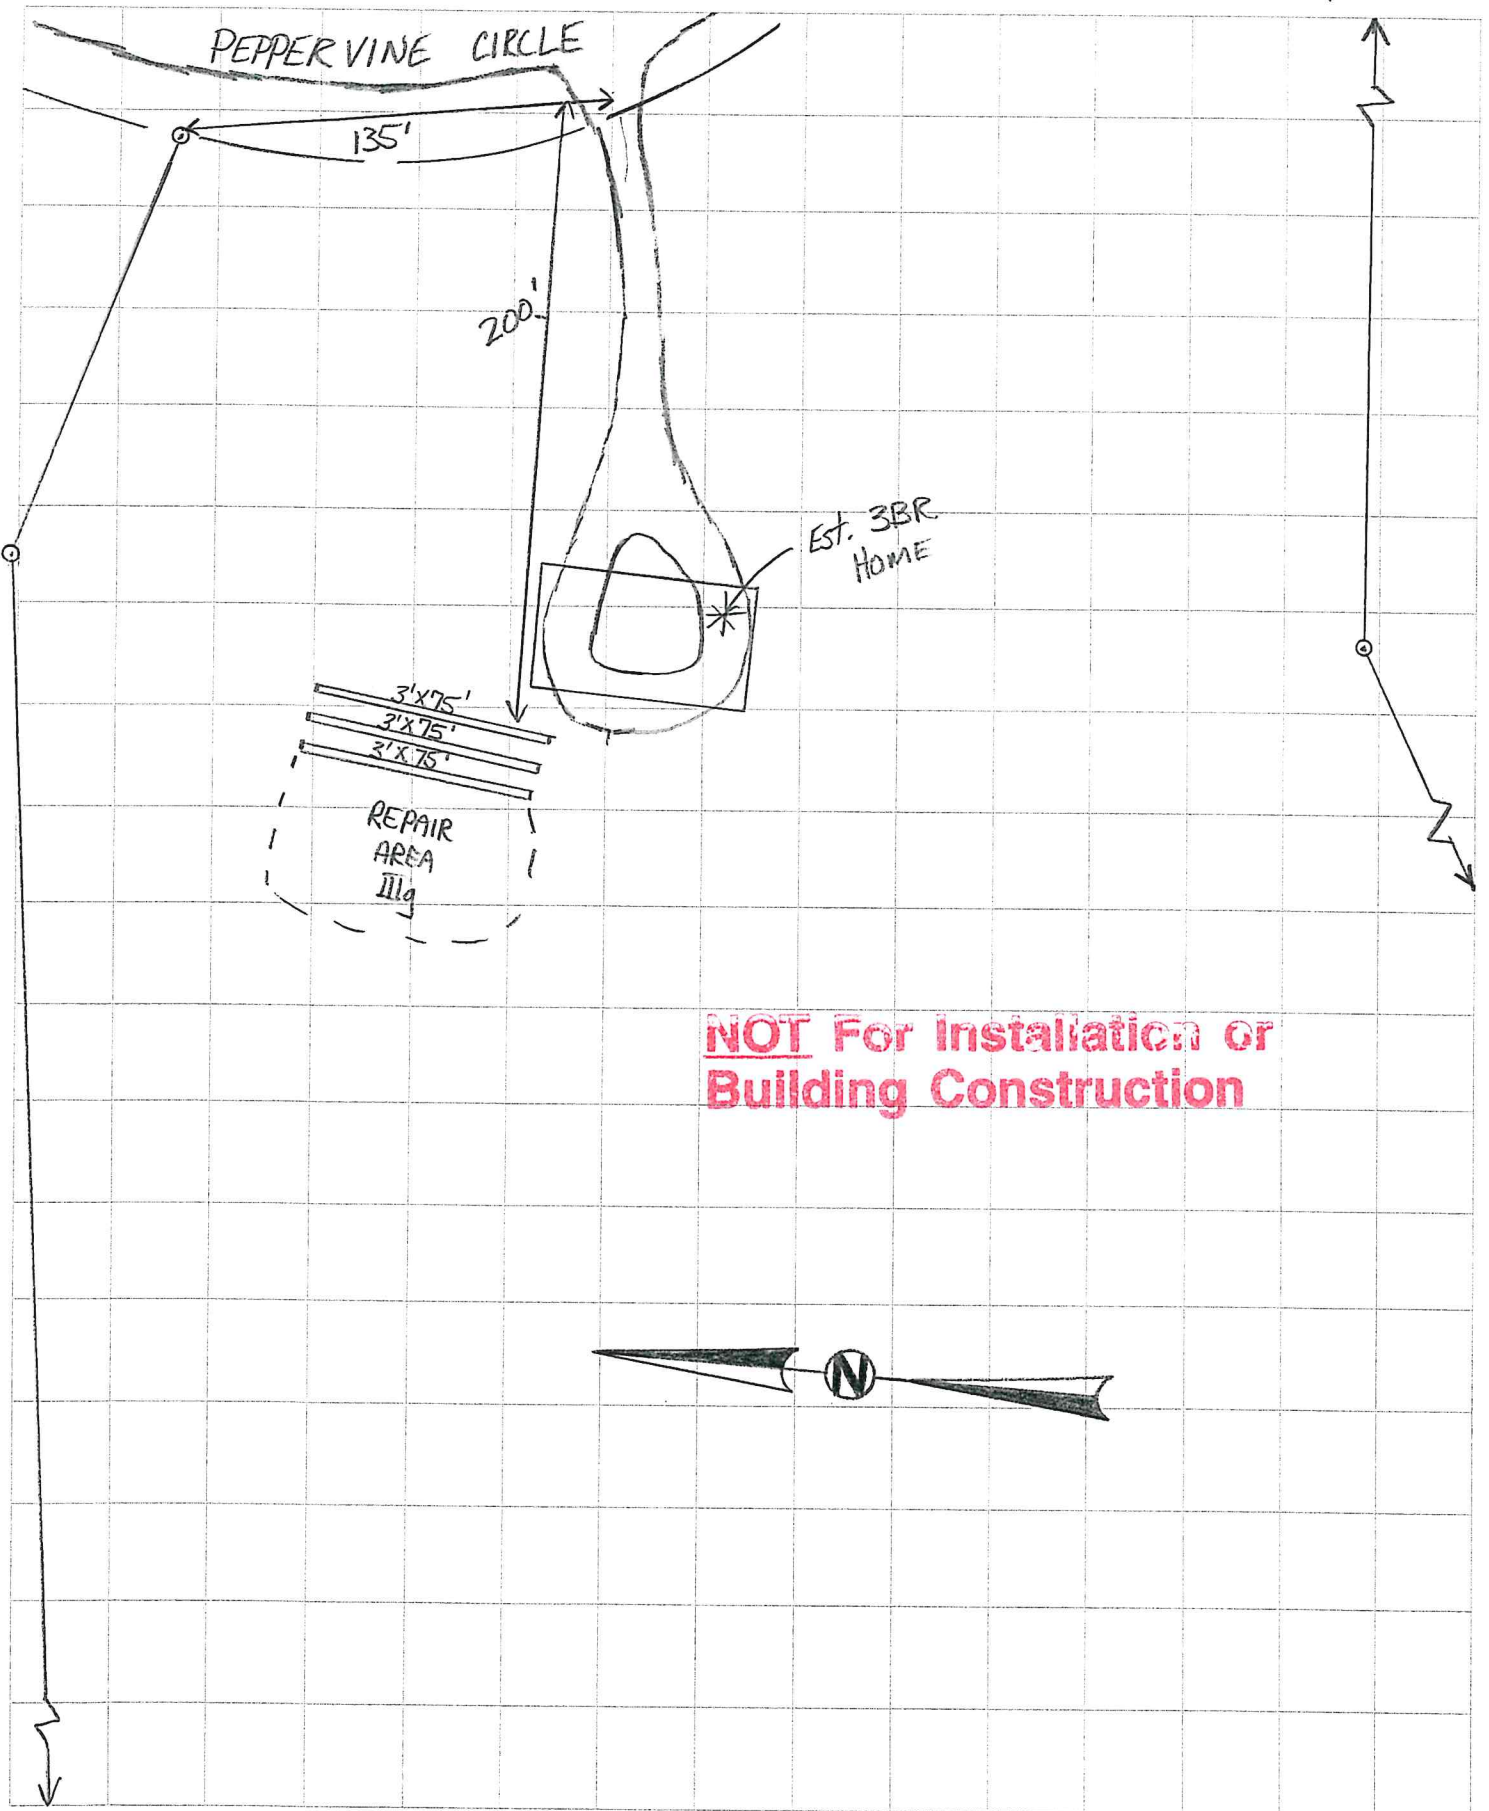 PEPPERVINE CIRCLE
135'
200'
Est. 3BR
HOME
3'X75'
3'X75'
3'X75'
REPAIR
AREA
IIIg
NOT For Installation or
Building Construction
N